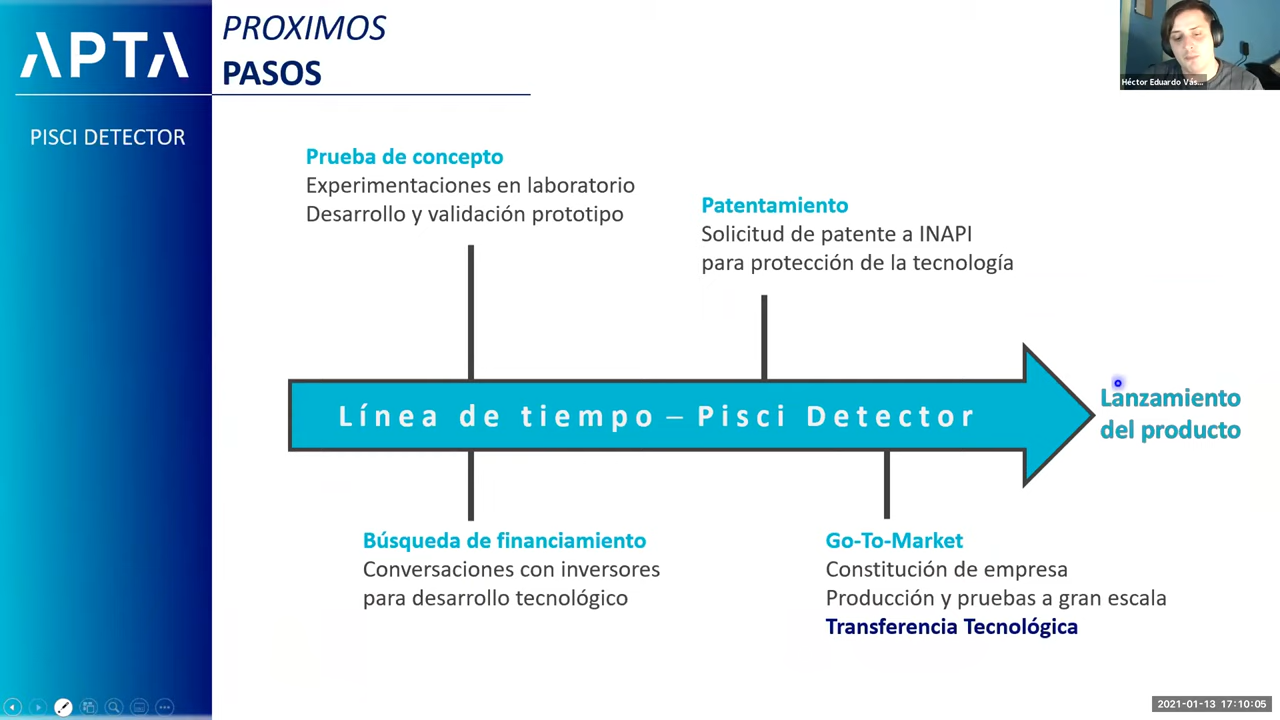 APTA
PISCI DETECTOR
PROXIMOS
PASOS
Héctor Eduardo Vás...
Prueba de concepto
Experimentaciones en laboratorio
Desarrollo y validación prototipo
Patentamiento
Solicitud de patente a INAPI
para protección de la tecnología
Línea de tiempo – Pisci Detector
Lanzamiento
del producto
Búsqueda de financiamiento
Conversaciones con inversores
para desarrollo tecnológico
Go-To-Market
Constitución de empresa
Producción y pruebas a gran escala
Transferencia Tecnológica
2021-01-13 17:10:05